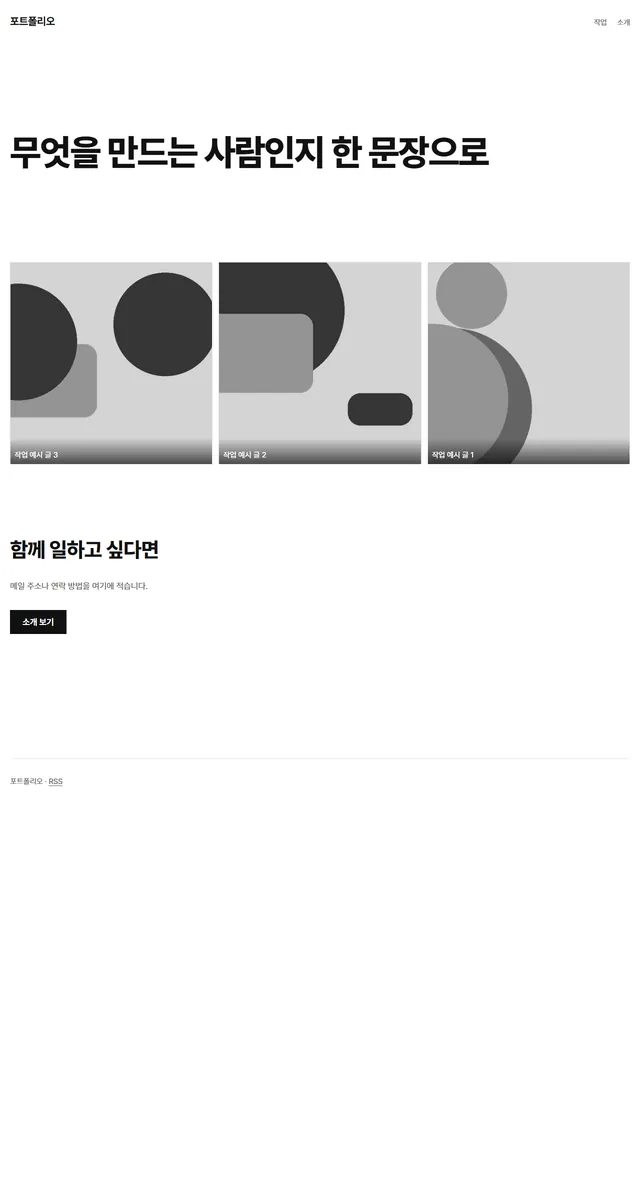 포트폴리오
작업 소개
무엇을 만드는 사람인지 한 문장으로
작업 예시 글 3
작업 예시 글 2
작업 예시 글 1
함께 일하고 싶다면
메일 주소나 연락 방법을 여기에 적습니다.
소개 보기
포트폴리오 · RSS